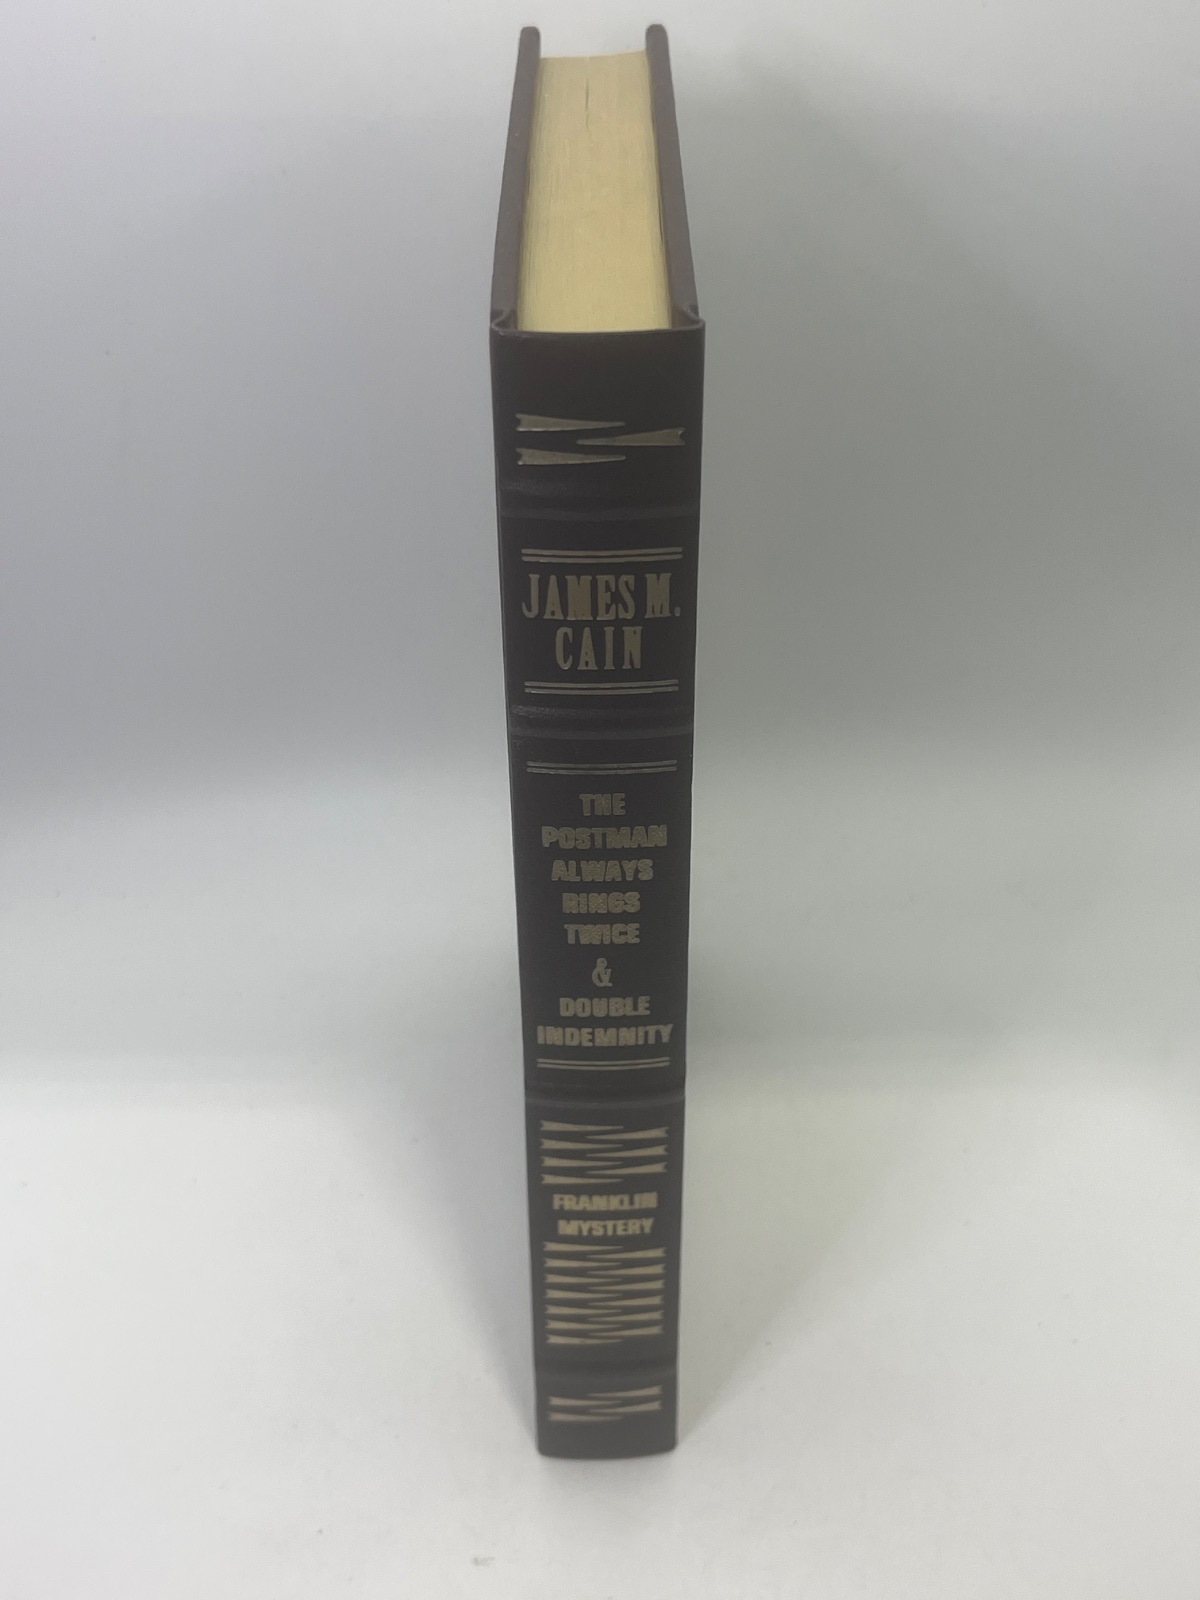 JAMES M.
CAIN
THE
POSTMAN
ALWAYS
RINGS
TWICE
&
DOUBLE
INDEMNITY
FRANKLIN
MYSTERY